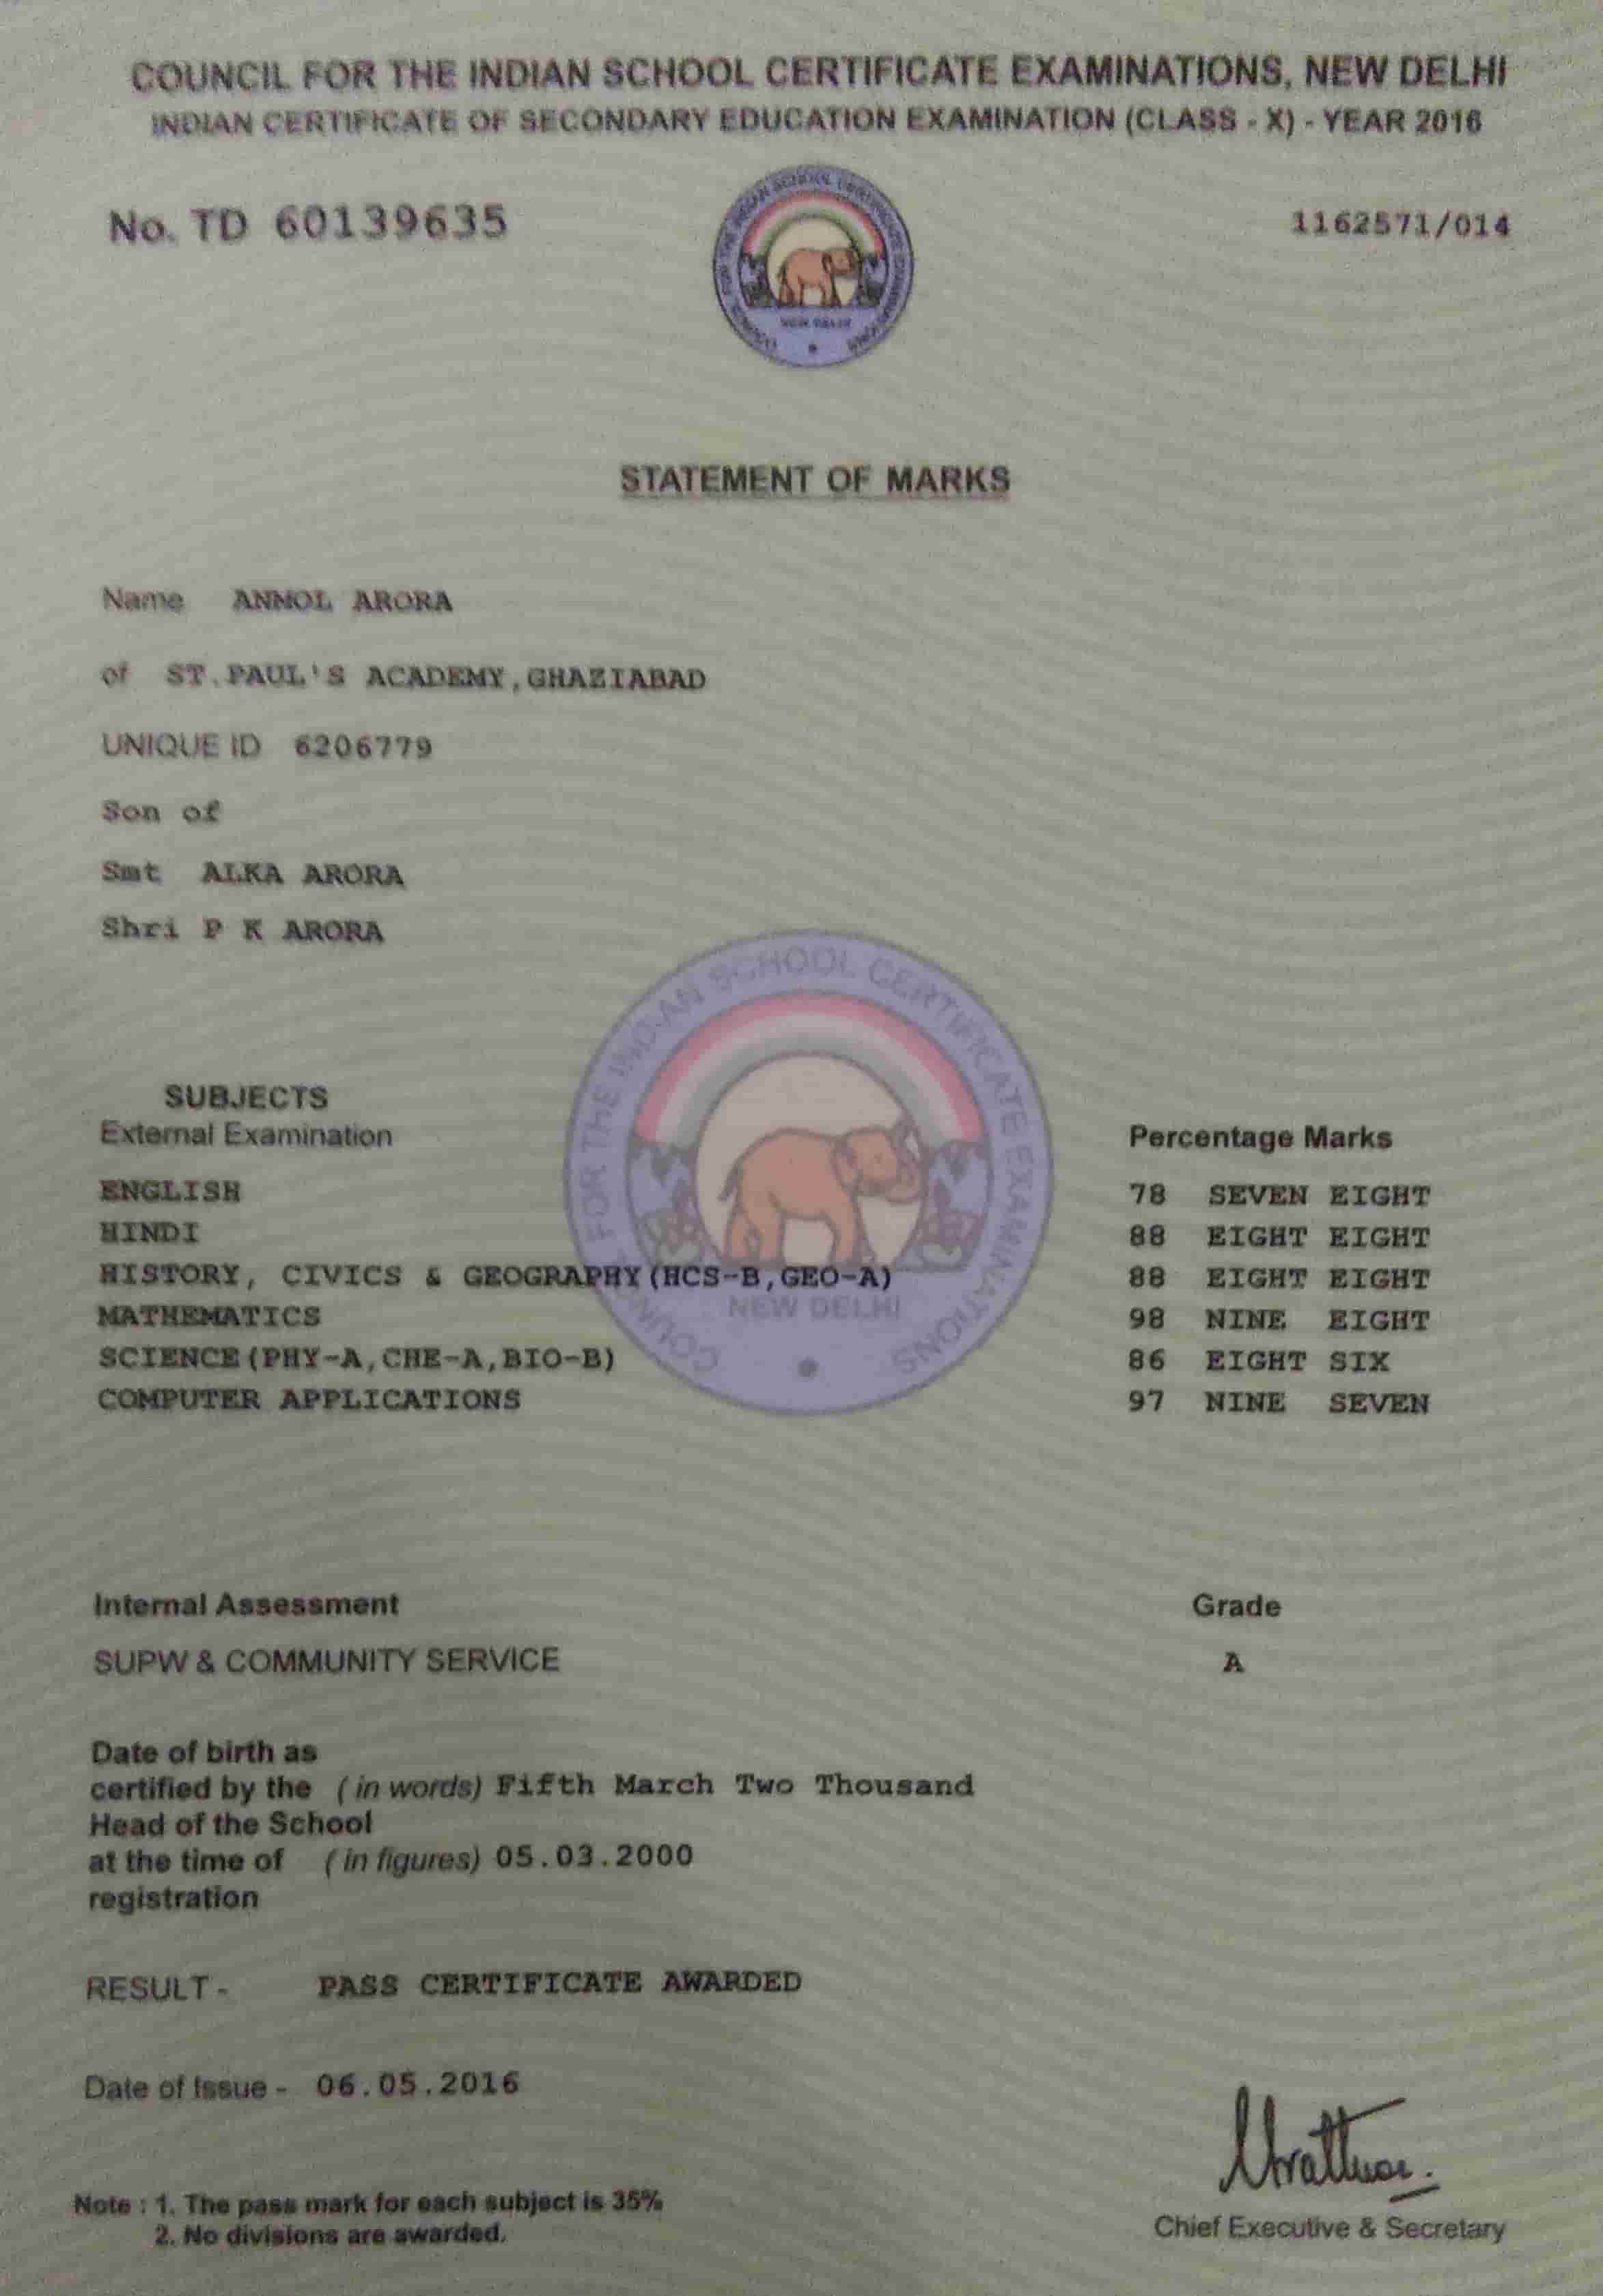 COUNCIL FOR THE INDIAN SCHOOL CERTIFICATE EXAMINATIONS, NEW DELHI
INDIAN CERTIFICATE OF SECONDARY EDUCATION EXAMINATION (CLASS - X) - YEAR 2016
No. TD 60139635
1162571/014
COUNCIL FOR THE INDIAN SCHOOL CERTIFICATE EXAMINATIONS
NEW DELHI
STATEMENT OF MARKS
Name ANMOL ARORA
of ST.PAUL'S ACADEMY,GHAZIABAD
UNIQUE ID 6206779
Son of
Smt ALKA ARORA
Shri P K ARORA
COUNCIL FOR THE INDIAN SCHOOL CERTIFICATE EXAMINATIONS
NEW DELHI
SUBJECTS
External Examination Percentage Marks
ENGLISH 78 SEVEN EIGHT
HINDI 88 EIGHT EIGHT
HISTORY, CIVICS & GEOGRAPHY(HCS-B,GEO-A) 88 EIGHT EIGHT
MATHEMATICS 98 NINE EIGHT
SCIENCE(PHY-A,CHE-A,BIO-B) 86 EIGHT SIX
COMPUTER APPLICATIONS 97 NINE SEVEN
Internal Assessment Grade
SUPW & COMMUNITY SERVICE A
Date of birth as
certified by the (in words) Fifth March Two Thousand
Head of the School
at the time of (in figures) 05.03.2000
registration
RESULT - PASS CERTIFICATE AWARDED
Date of Issue - 06.05.2016
Note : 1. The pass mark for each subject is 35%
2. No divisions are awarded.
Chief Executive & Secretary